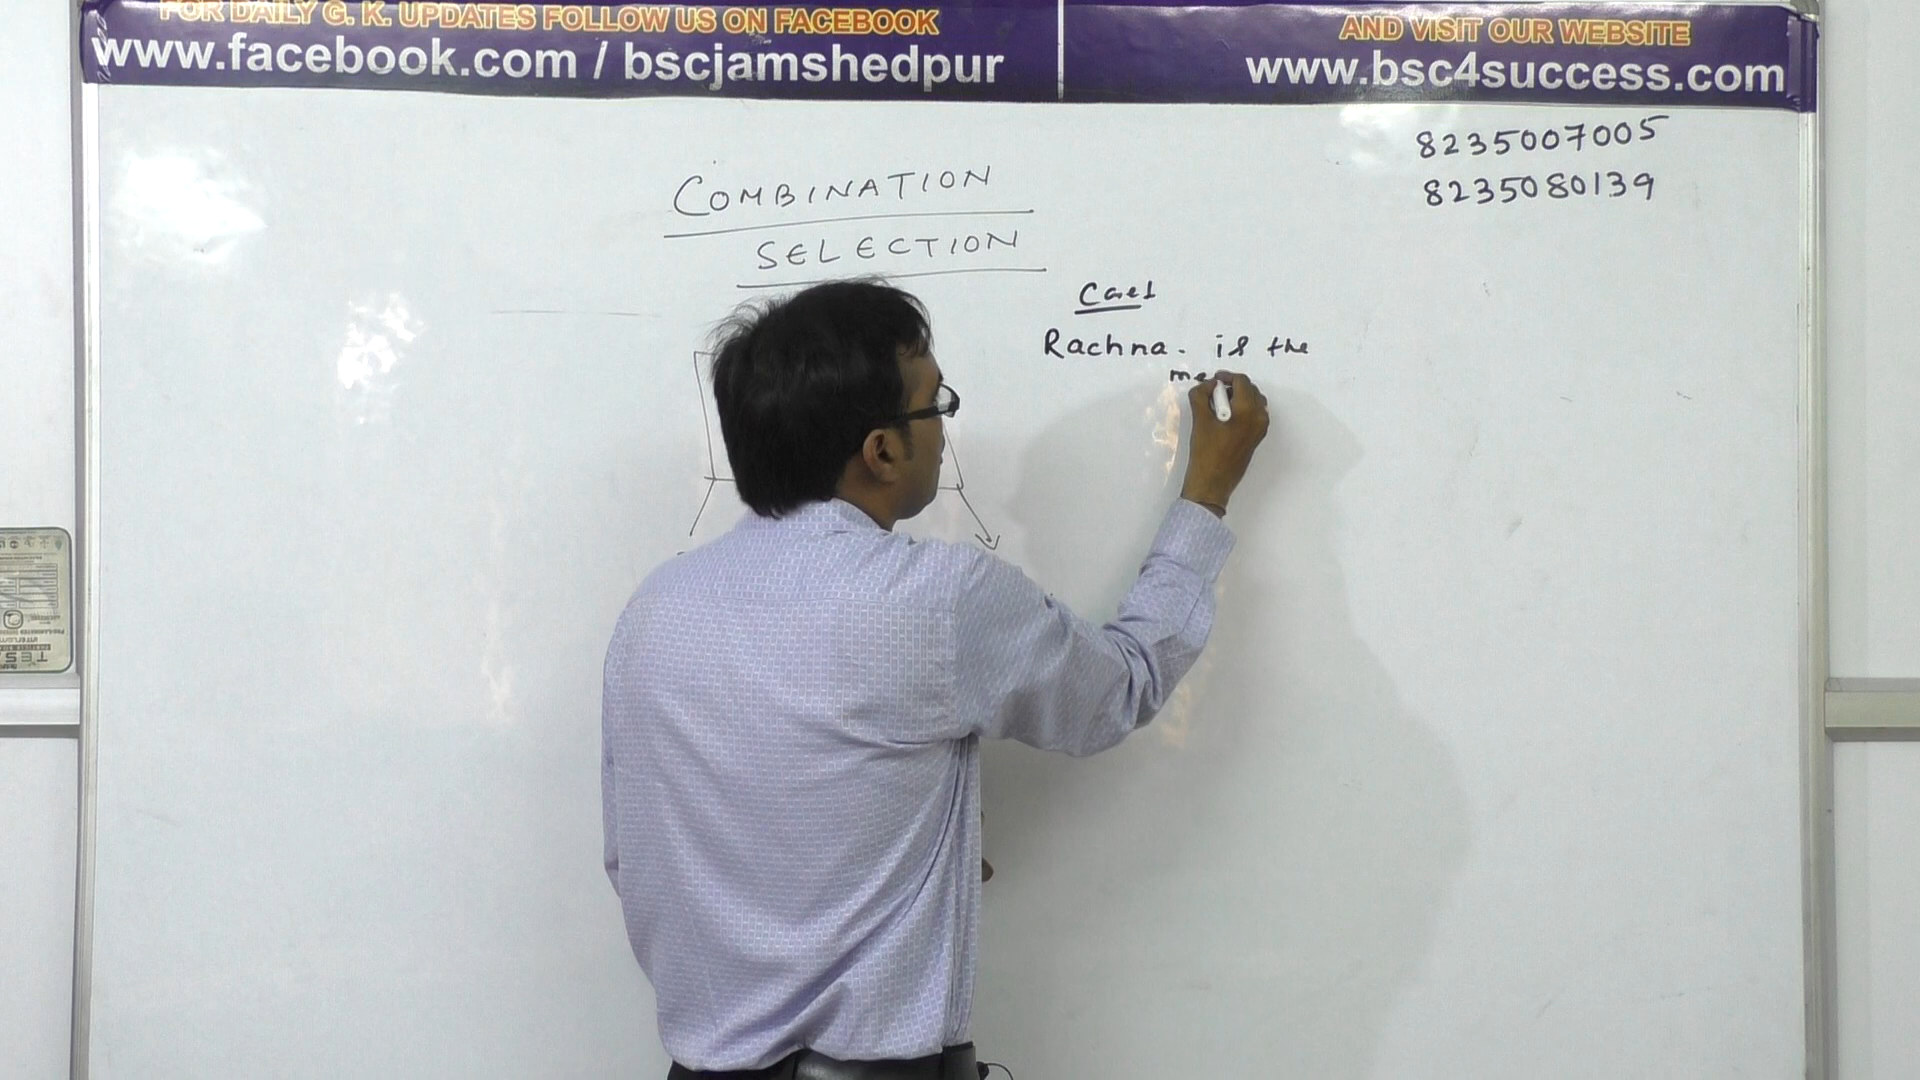 FOR DAILY G. K. UPDATES FOLLOW US ON FACEBOOK
www.facebook.com / bscjamshedpur
AND VISIT OUR WEBSITE
www.bsc4success.com
8235007005
8235080139
COMBINATION
SELECTION
Case1
Rachna. is the
me